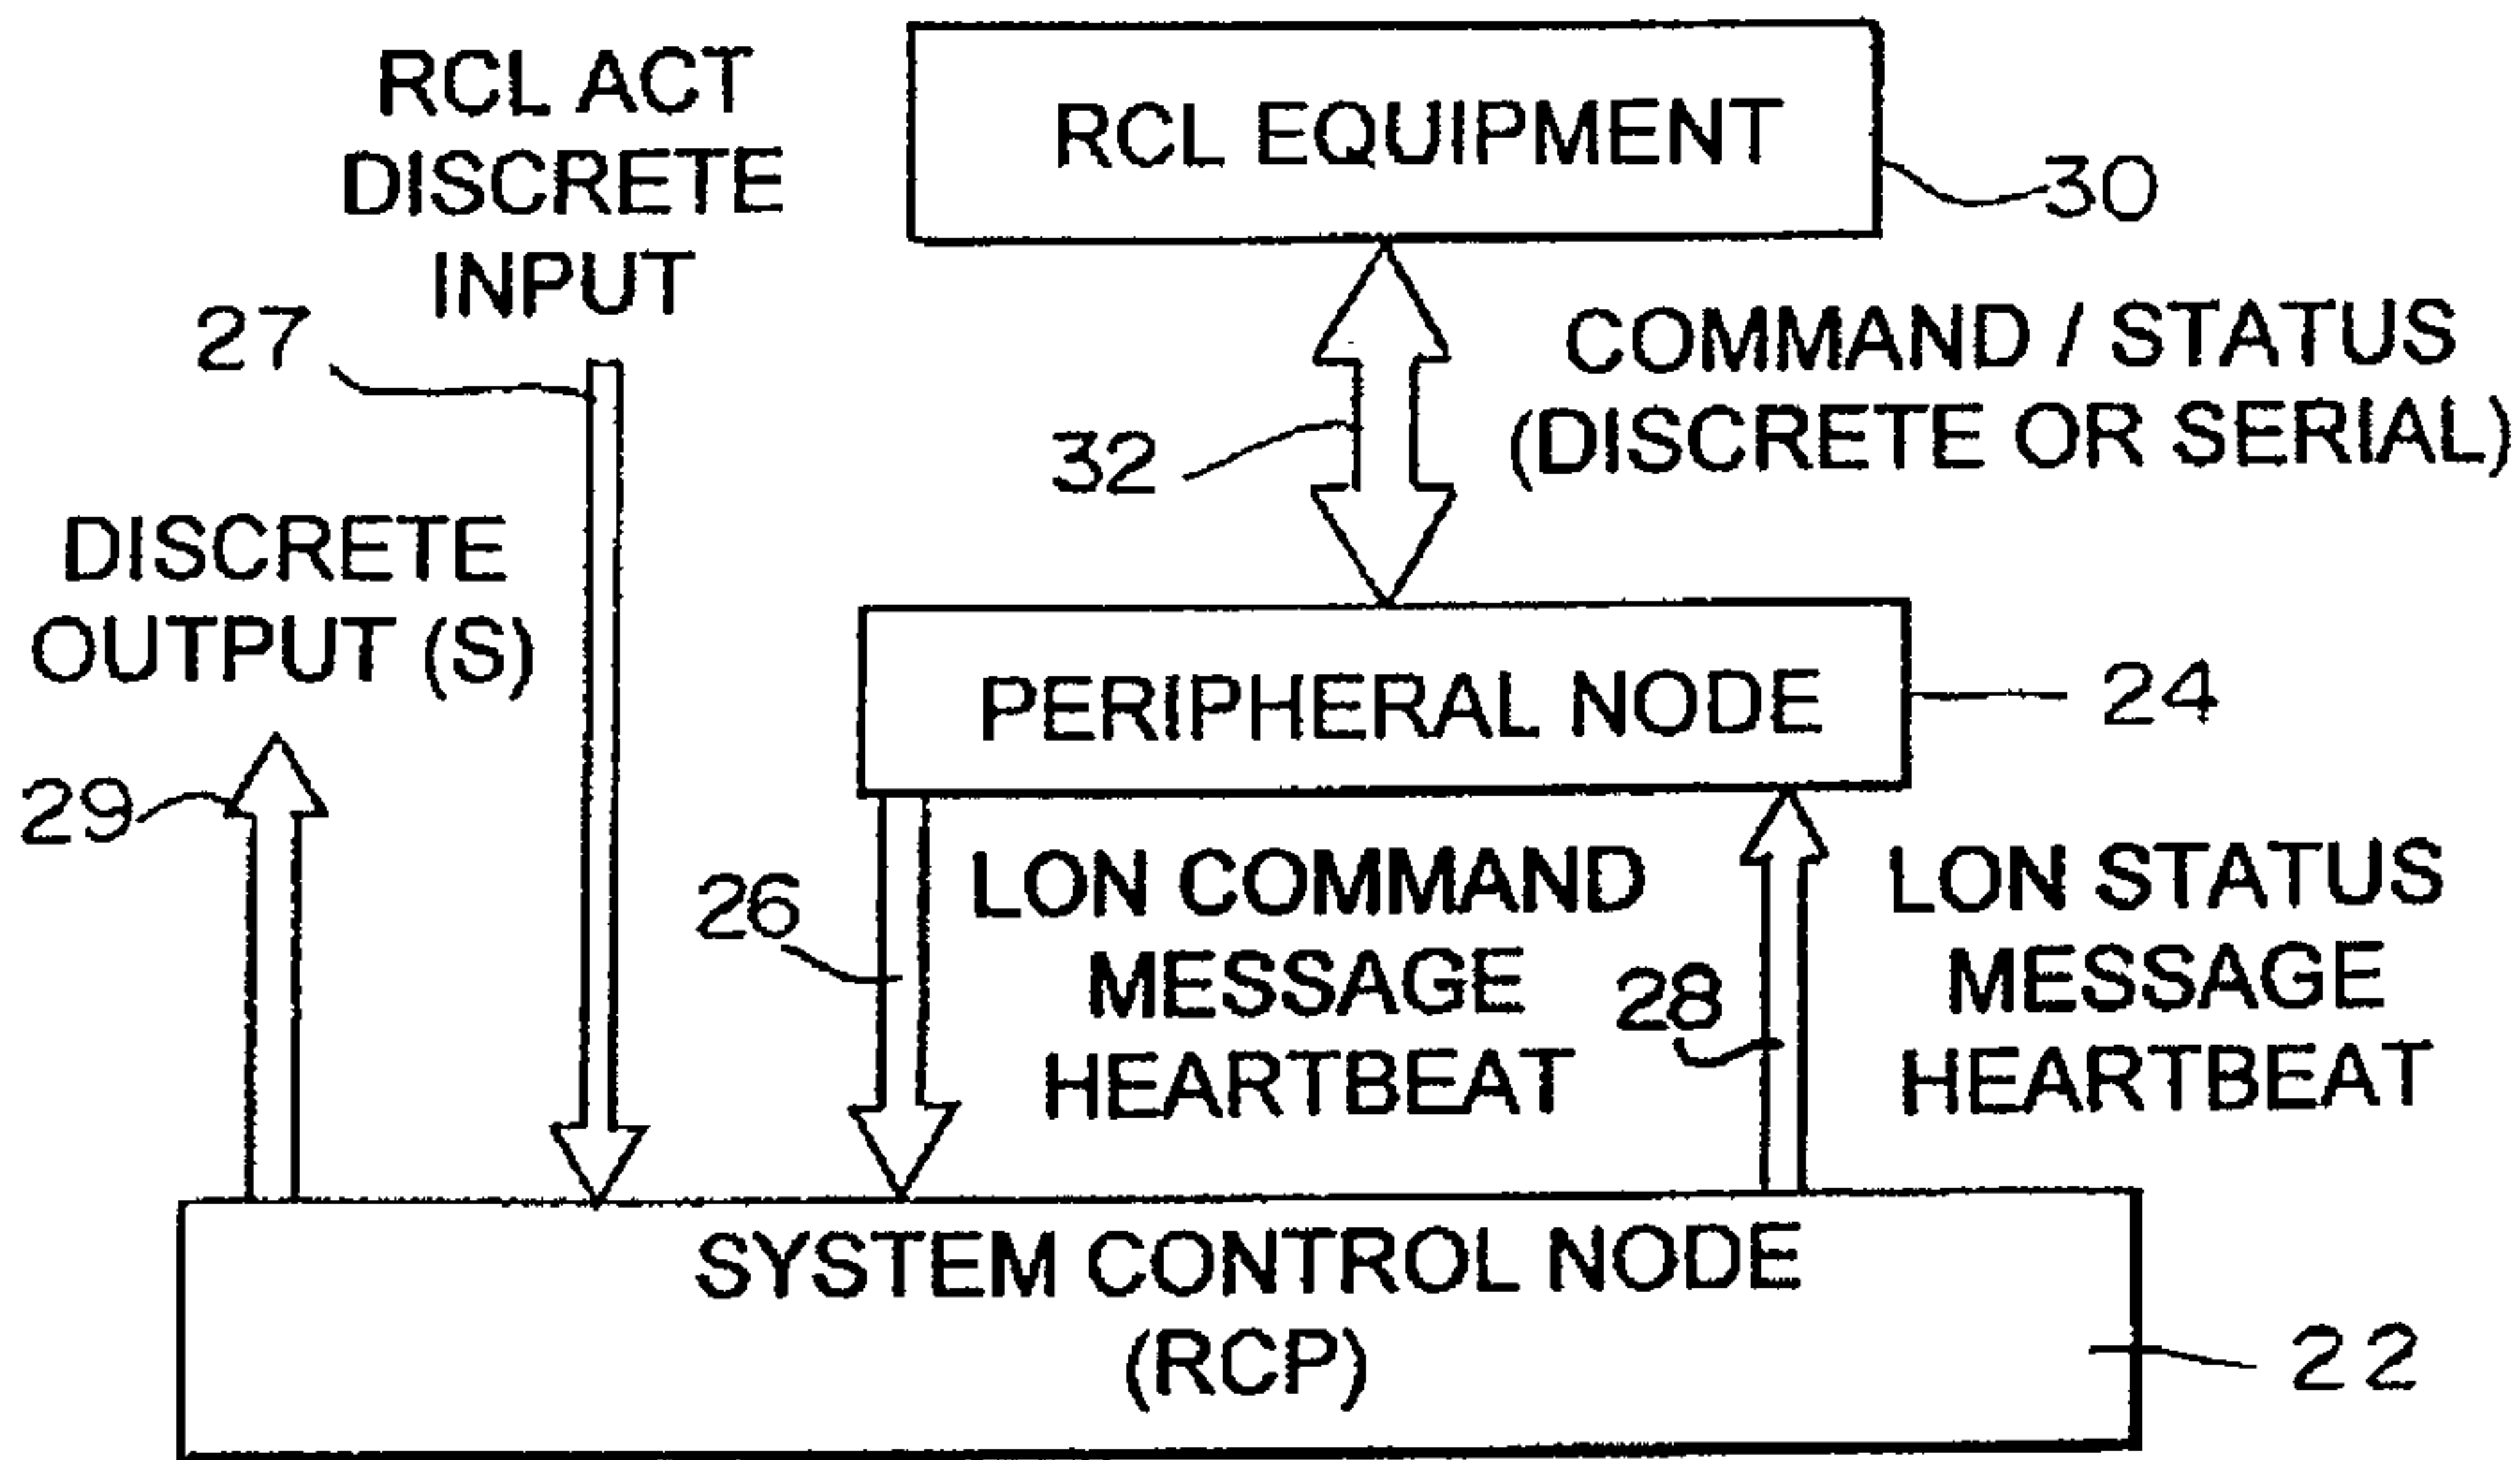 RCL ACT
DISCRETE
INPUT
27
RCL EQUIPMENT
30
COMMAND / STATUS
(DISCRETE OR SERIAL)
32
DISCRETE
OUTPUT (S)
29
PERIPHERAL NODE
24
26
LON COMMAND
MESSAGE
HEARTBEAT
28
LON STATUS
MESSAGE
HEARTBEAT
SYSTEM CONTROL NODE
(RCP)
22